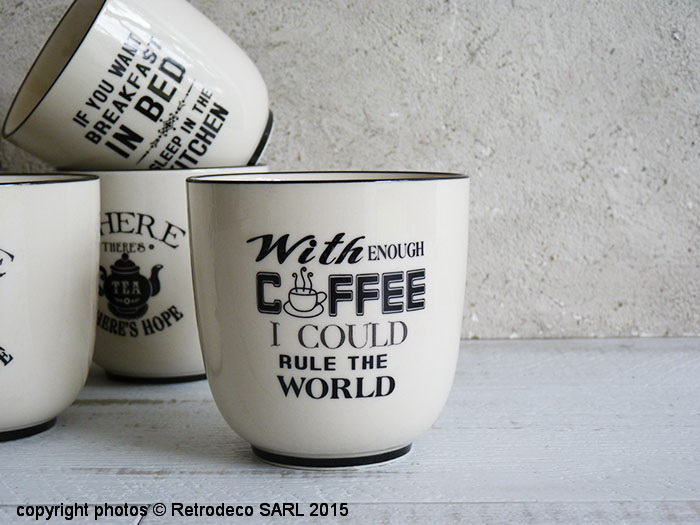 IF YOU WANT
BREAKFAST
IN BED
SLEEP IN THE
KITCHEN
WHERE
THERE'S
TEA
THERE'S HOPE
With ENOUGH
COFFEE
I COULD
RULE THE
WORLD
copyright photos © Retrodeco SARL 2015